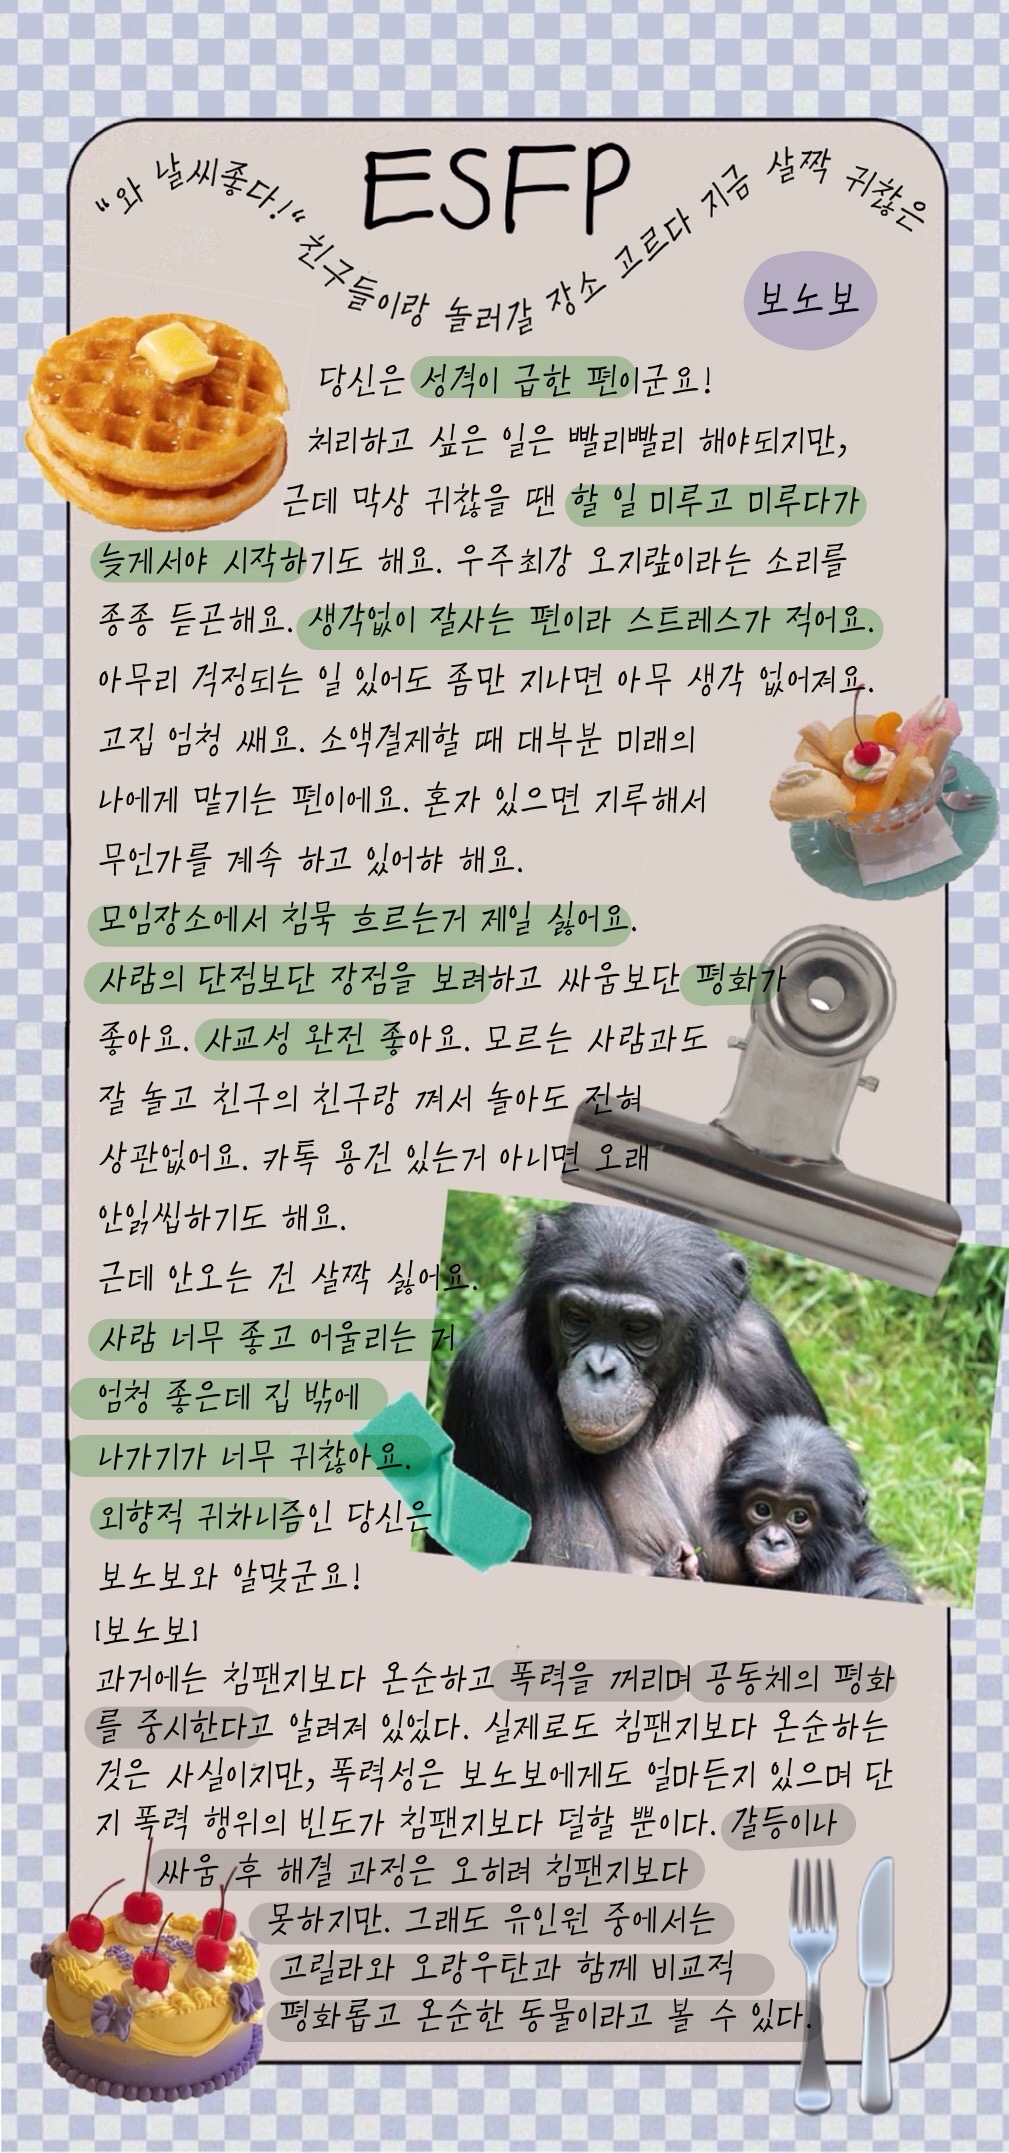 ESFP
"와 날씨좋다!" 친구들이랑 놀러갈 장소 고르다 지금 살짝 귀찮은
보노보
당신은 성격이 급한 편이군요!
처리하고 싶은 일은 빨리빨리 해야되지만,
근데 막상 귀찮을 땐 할 일 미루고 미루다가
늦게서야 시작하기도 해요. 우주최강 오지랖이라는 소리를
종종 듣곤해요. 생각없이 잘사는 편이라 스트레스가 적어요.
아무리 걱정되는 일 있어도 좀만 지나면 아무 생각 없어져요.
고집 엄청 쌔요. 소액결제할 때 대부분 미래의
나에게 맡기는 편이에요. 혼자 있으면 지루해서
무언가를 계속 하고 있어햐 해요.
모임장소에서 침묵 흐르는거 제일 싫어요.
사람의 단점보단 장점을 보려하고 싸움보단 평화가
좋아요. 사교성 완전 좋아요. 모르는 사람과도
잘 놀고 친구의 친구랑 껴서 놀아도 전혀
상관없어요. 카톡 용건 있는거 아니면 오래
안읽씹하기도 해요.
근데 안오는 건 살짝 싫어요.
사람 너무 좋고 어울리는 거
엄청 좋은데 집 밖에
나가기가 너무 귀찮아요.
외향적 귀차니즘인 당신은
보노보와 알맞군요!
[보노보]
과거에는 침팬지보다 온순하고 폭력을 꺼리며 공동체의 평화
를 중시한다고 알려져 있었다. 실제로도 침팬지보다 온순하는
것은 사실이지만, 폭력성은 보노보에게도 얼마든지 있으며 단
지 폭력 행위의 빈도가 침팬지보다 덜할 뿐이다. 갈등이나
싸움 후 해결 과정은 오히려 침팬지보다
못하지만. 그래도 유인원 중에서는
고릴라와 오랑우탄과 함께 비교적
평화롭고 온순한 동물이라고 볼 수 있다.